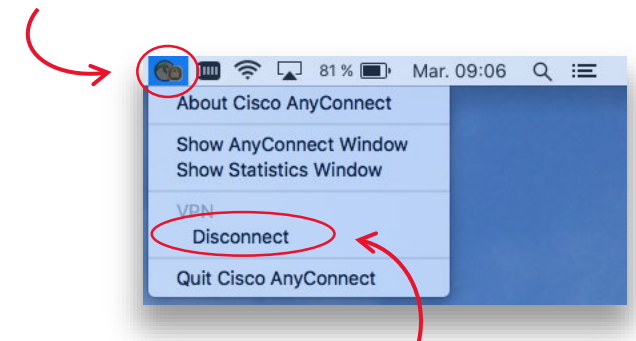 81 % Mar. 09:06
About Cisco AnyConnect
Show AnyConnect Window
Show Statistics Window
VPN
Disconnect
Quit Cisco AnyConnect